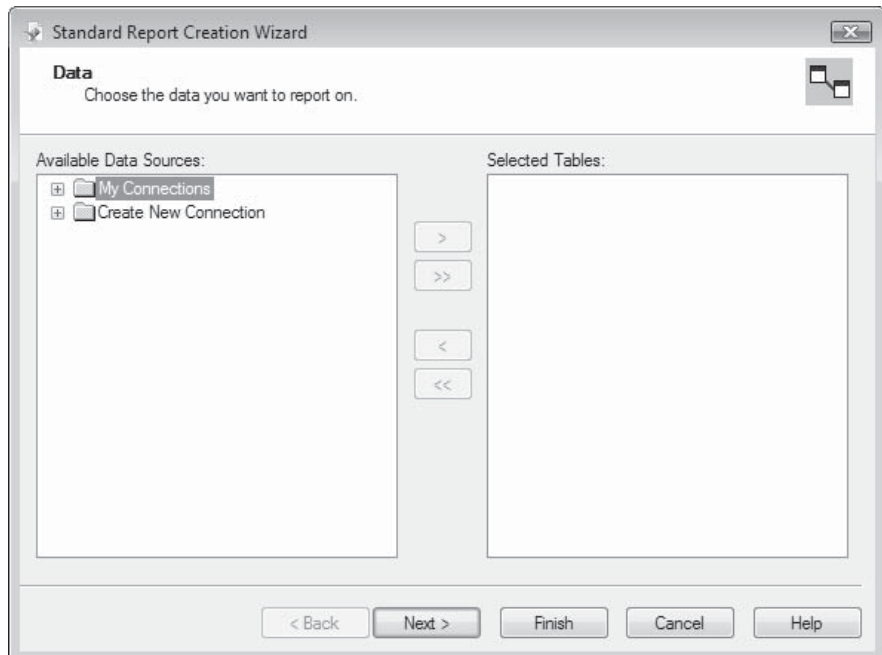 Standard Report Creation Wizard
Data
Choose the data you want to report on.
Available Data Sources:
Selected Tables:
My Connections
Create New Connection
>
>>
<
<<
< Back
Next >
Finish
Cancel
Help